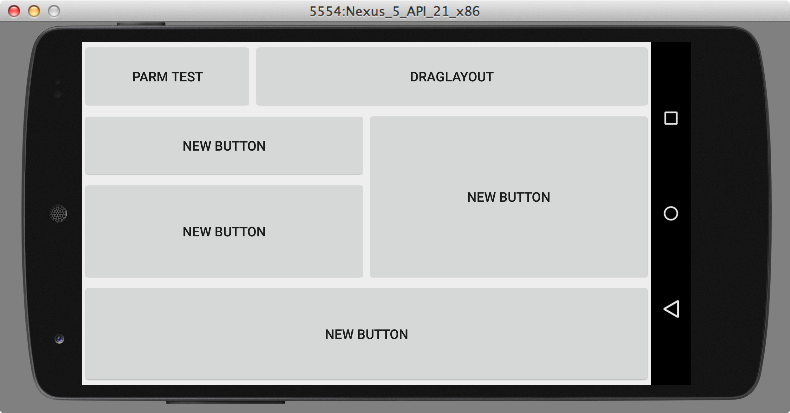 5554:Nexus_5_API_21_x86
PARM TEST
DRAGLAYOUT
NEW BUTTON
NEW BUTTON
NEW BUTTON
NEW BUTTON